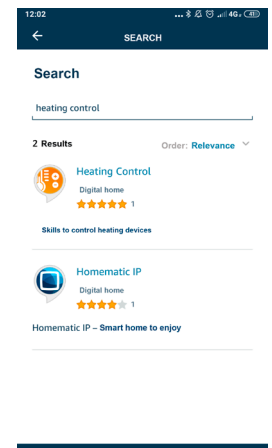 12:02 ... 4G
SEARCH
Search
heating control
2 Results Order: Relevance
Heating Control
Digital home
1
Skills to control heating devices
Homematic IP
Digital home
1
Homematic IP – Smart home to enjoy